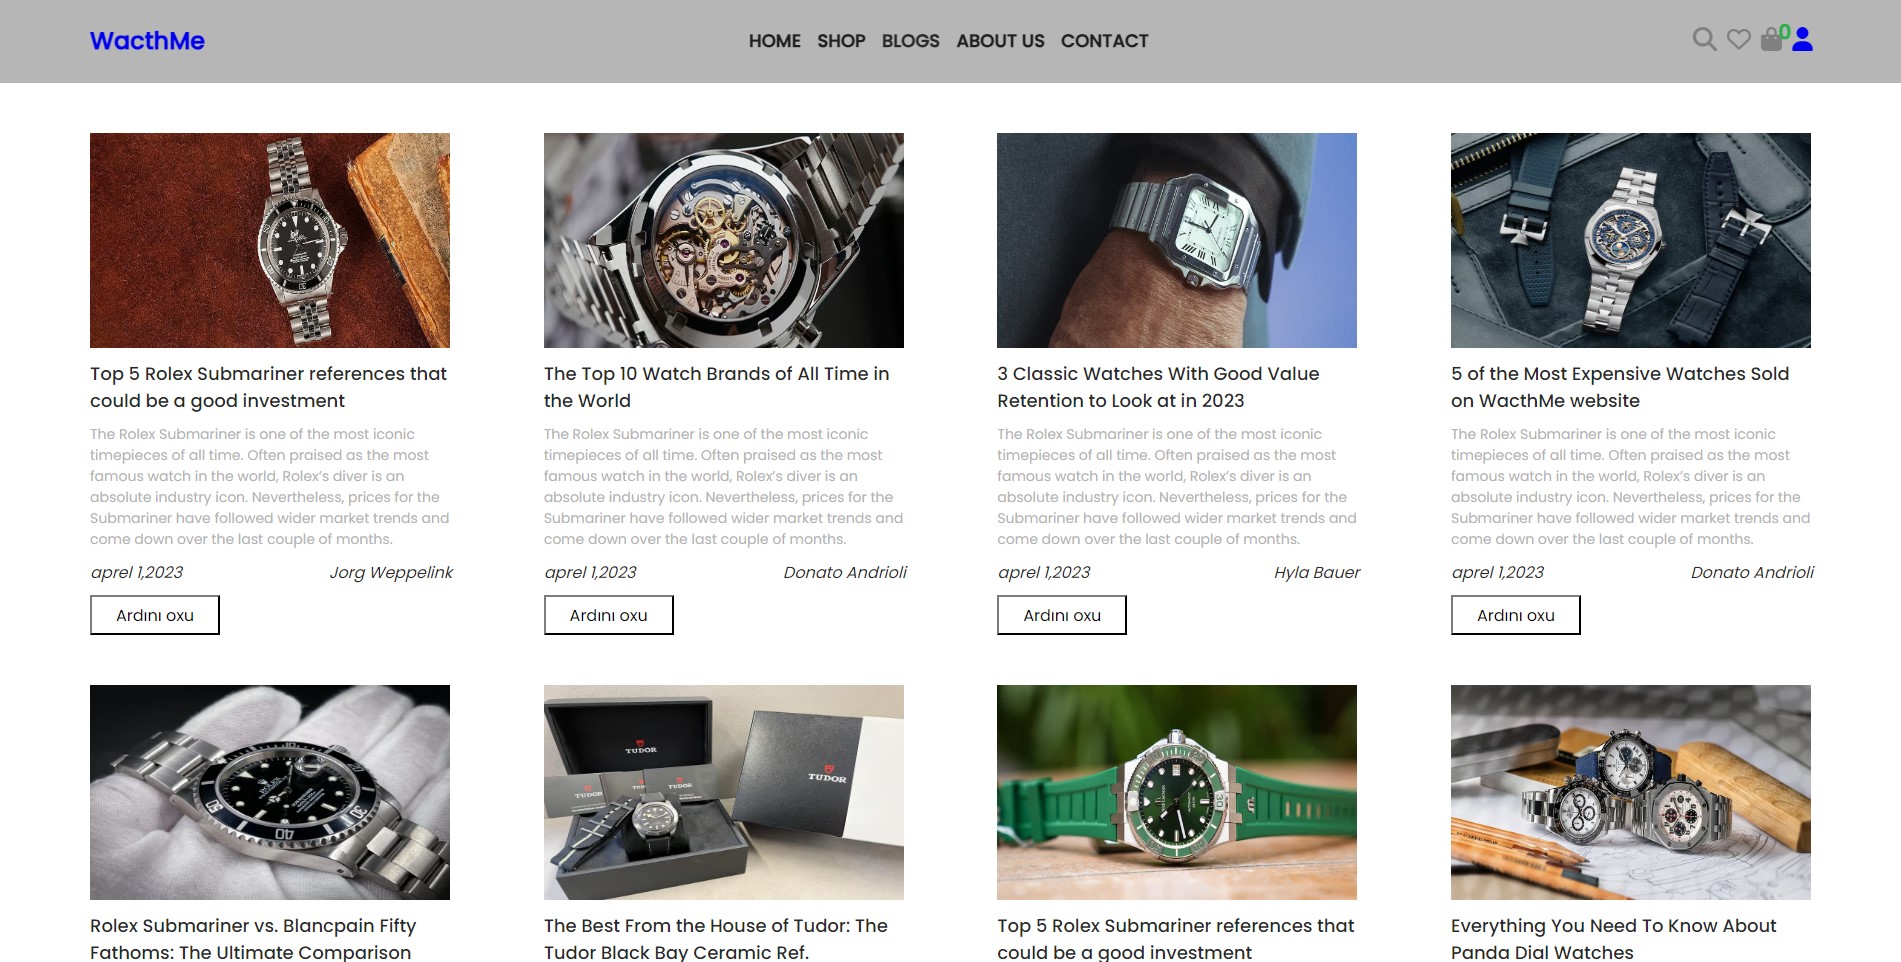 WacthMe
HOME SHOP BLOGS ABOUT US CONTACT
0
Top 5 Rolex Submariner references that
could be a good investment
The Rolex Submariner is one of the most iconic
timepieces of all time. Often praised as the most
famous watch in the world, Rolex’s diver is an
absolute industry icon. Nevertheless, prices for the
Submariner have followed wider market trends and
come down over the last couple of months.
aprel 1,2023 Jorg Weppelink
Ardını oxu
The Top 10 Watch Brands of All Time in
the World
The Rolex Submariner is one of the most iconic
timepieces of all time. Often praised as the most
famous watch in the world, Rolex’s diver is an
absolute industry icon. Nevertheless, prices for the
Submariner have followed wider market trends and
come down over the last couple of months.
aprel 1,2023 Donato Andrioli
Ardını oxu
3 Classic Watches With Good Value
Retention to Look at in 2023
The Rolex Submariner is one of the most iconic
timepieces of all time. Often praised as the most
famous watch in the world, Rolex’s diver is an
absolute industry icon. Nevertheless, prices for the
Submariner have followed wider market trends and
come down over the last couple of months.
aprel 1,2023 Hyla Bauer
Ardını oxu
5 of the Most Expensive Watches Sold
on WacthMe website
The Rolex Submariner is one of the most iconic
timepieces of all time. Often praised as the most
famous watch in the world, Rolex’s diver is an
absolute industry icon. Nevertheless, prices for the
Submariner have followed wider market trends and
come down over the last couple of months.
aprel 1,2023 Donato Andrioli
Ardını oxu
ROLEX
40
Rolex Submariner vs. Blancpain Fifty
Fathoms: The Ultimate Comparison
TUDOR
TUDOR
TUDOR
TUDOR
The Best From the House of Tudor: The
Tudor Black Bay Ceramic Ref.
Top 5 Rolex Submariner references that
could be a good investment
Everything You Need To Know About
Panda Dial Watches